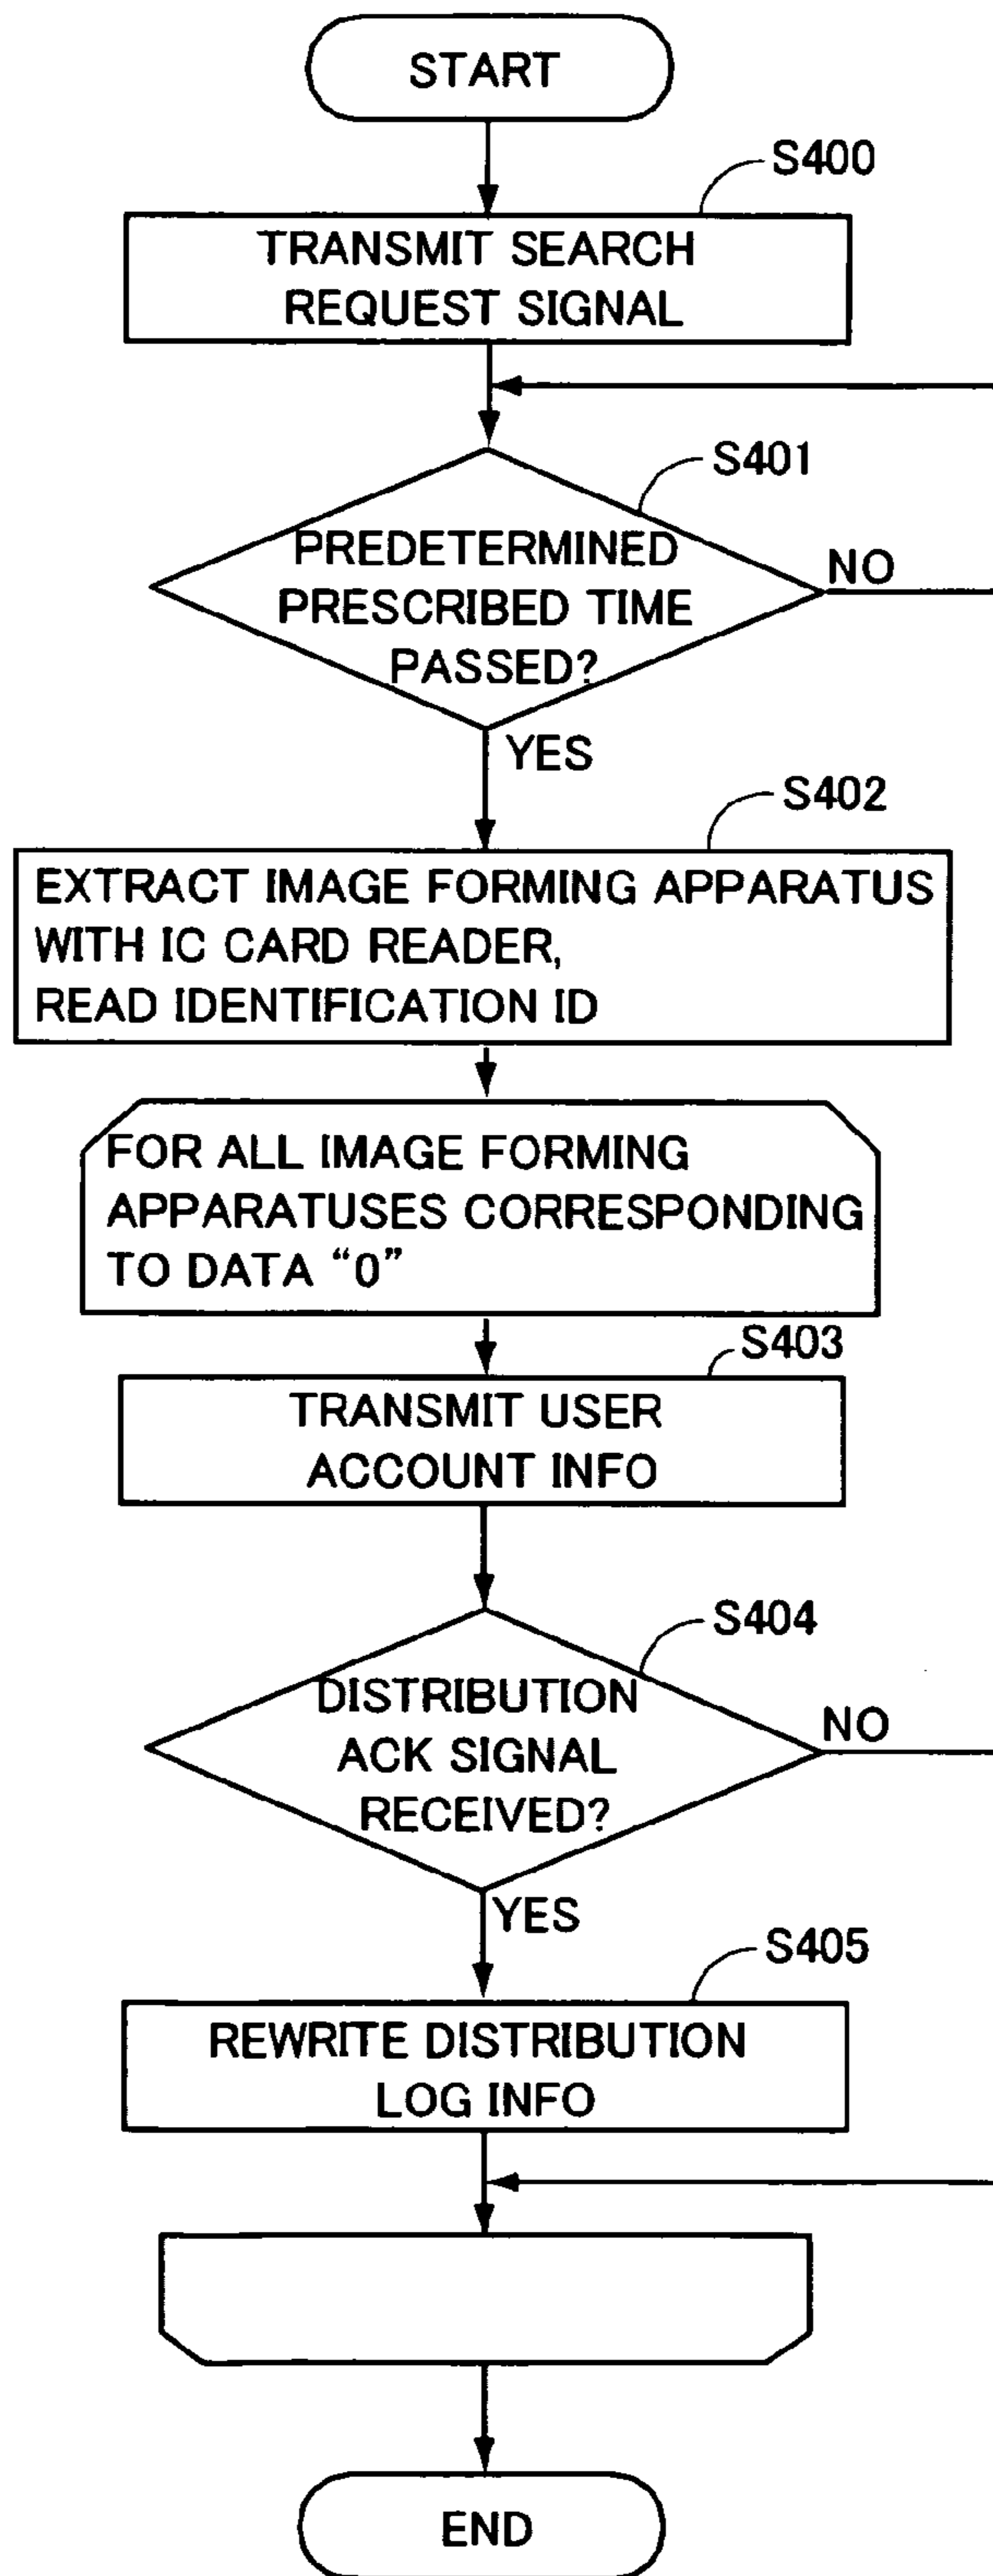 START
S400
TRANSMIT SEARCH
REQUEST SIGNAL
S401
PREDETERMINED
PRESCRIBED TIME
PASSED?
NO
YES
S402
EXTRACT IMAGE FORMING APPARATUS
WITH IC CARD READER,
READ IDENTIFICATION ID
FOR ALL IMAGE FORMING
APPARATUSES CORRESPONDING
TO DATA “0”
S403
TRANSMIT USER
ACCOUNT INFO
S404
DISTRIBUTION
ACK SIGNAL
RECEIVED?
NO
YES
S405
REWRITE DISTRIBUTION
LOG INFO
END